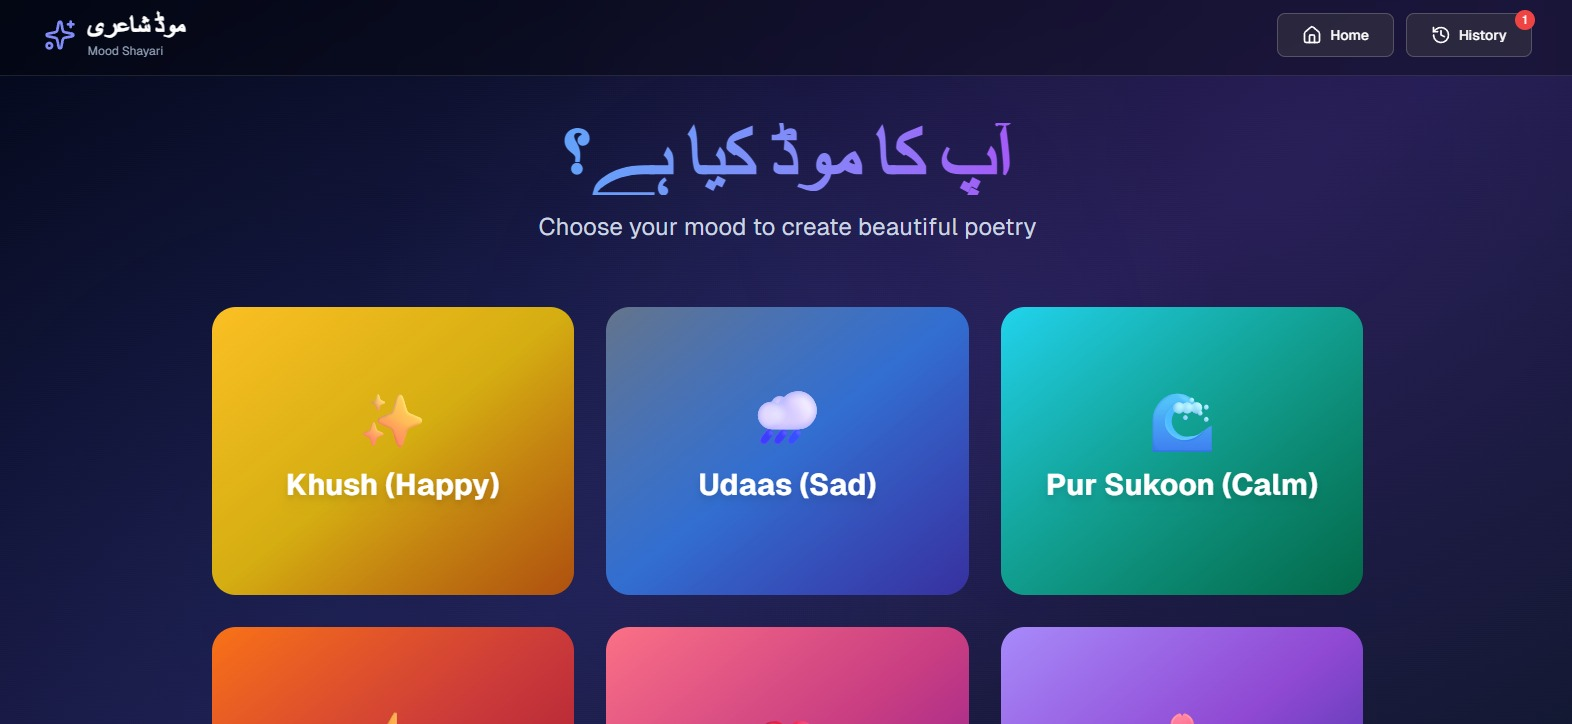 موڈ شاعری
Mood Shayari
Home
History
1
آپ کا موڈ کیا ہے؟
Choose your mood to create beautiful poetry
Khush (Happy)
Udaas (Sad)
Pur Sukoon (Calm)